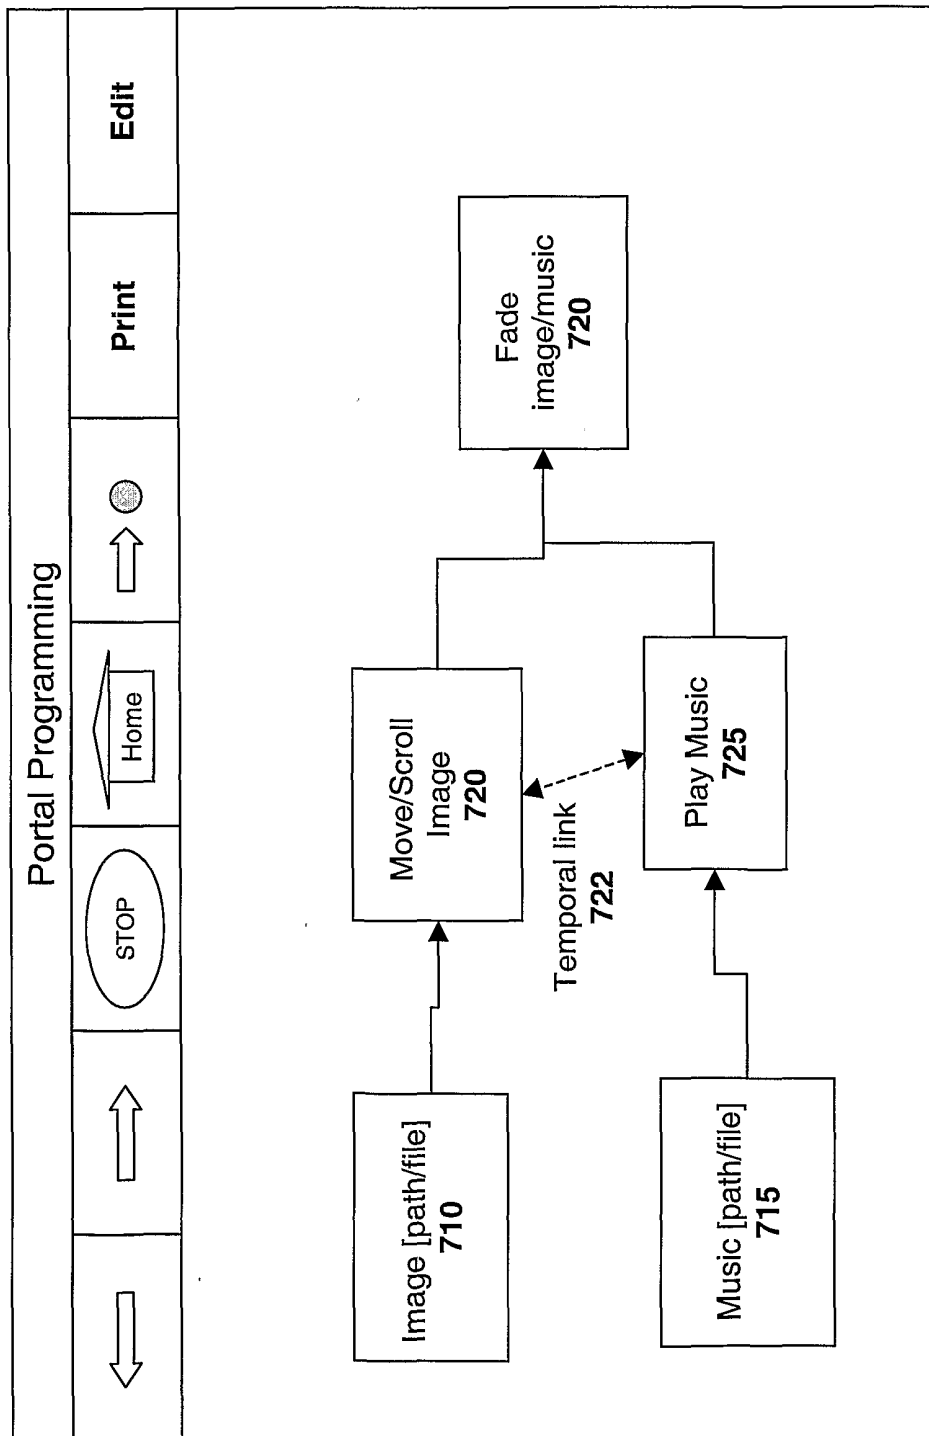 Portal Programming
STOP
Home
Print
Edit
Image [path/file]
710
Move/Scroll
Image
720
Temporal link
722
Music [path/file]
715
Play Music
725
Fade
image/music
720